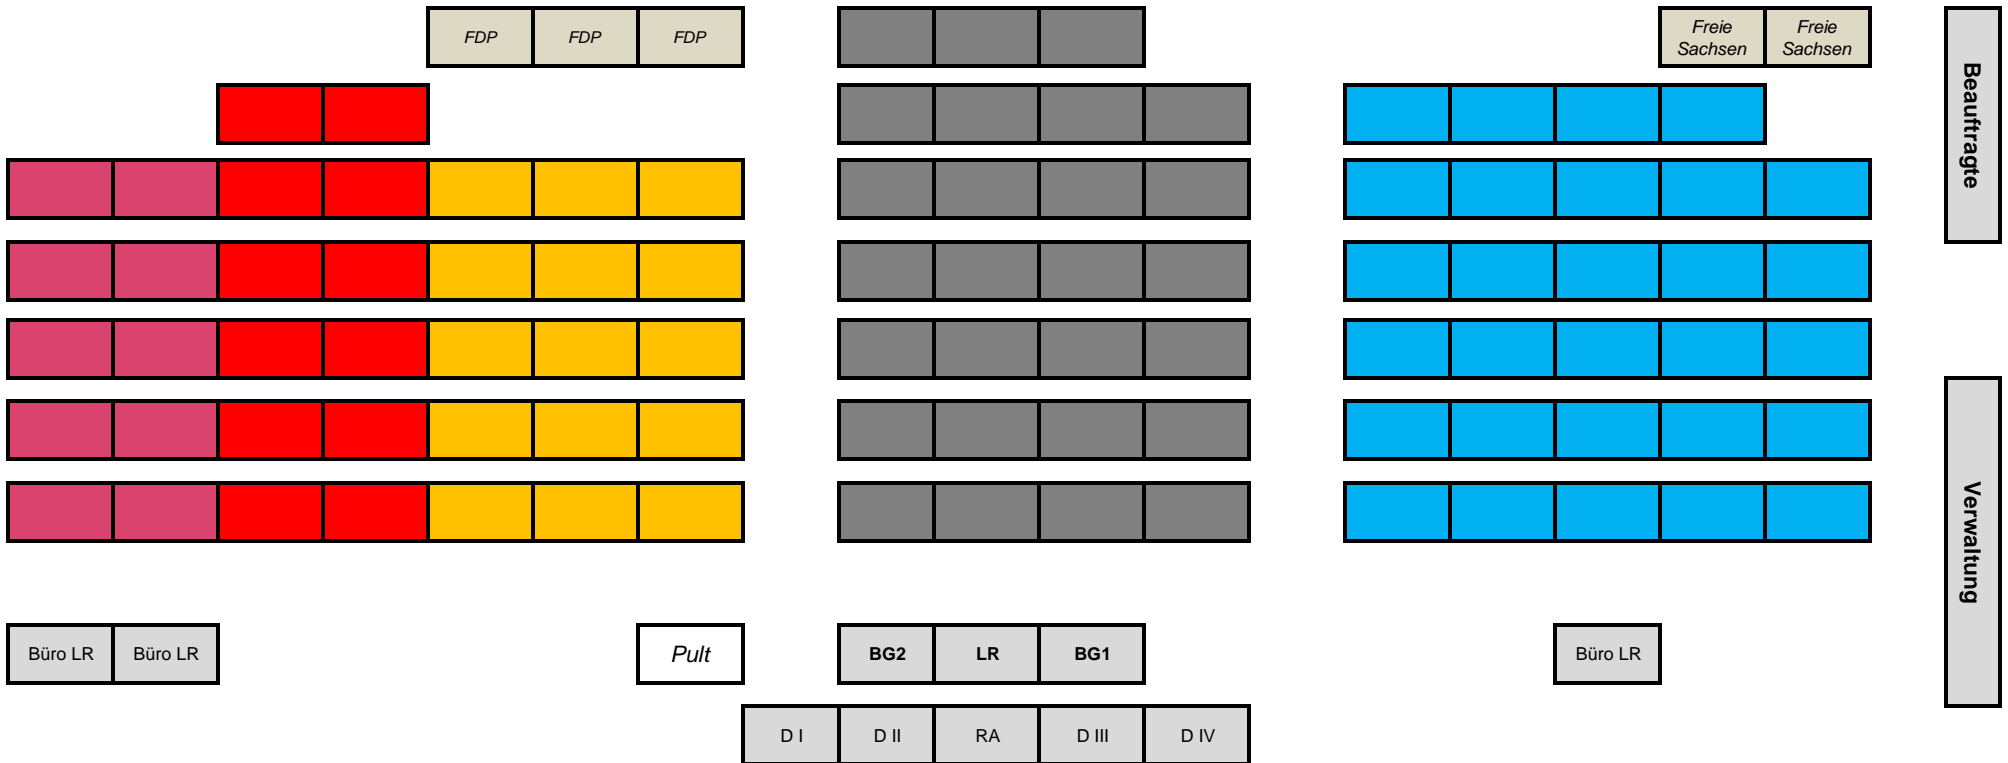 FDP
FDP
FDP
Freie
Sachsen
Freie
Sachsen
Beauftragte
Verwaltung
Büro LR
Büro LR
Pult
BG2
LR
BG1
Büro LR
D I
D II
RA
D III
D IV